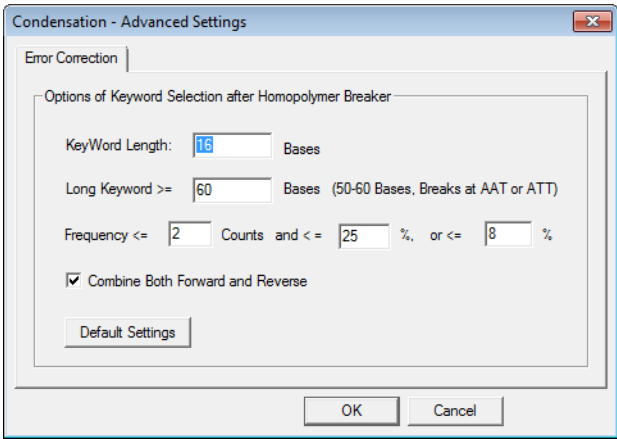 Condensation - Advanced Settings
Error Correction
Options of Keyword Selection after Homopolymer Breaker
KeyWord Length: 16 Bases
Long Keyword >= 60 Bases (50-60 Bases, Breaks at AAT or ATT)
Frequency <= 2 Counts and < = 25 %, or <= 8 %
Combine Both Forward and Reverse
Default Settings
OK Cancel